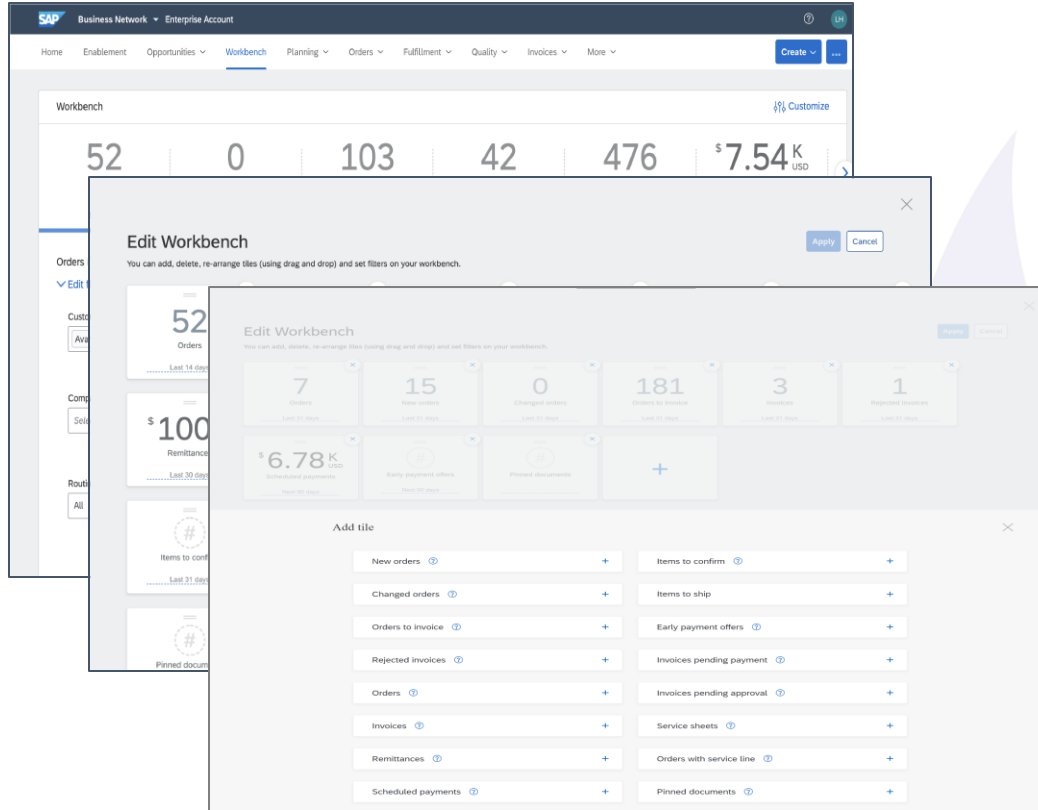 SAP Business Network Enterprise Account LH
Home Enablement Opportunities Workbench Planning Orders Fulfillment Quality Invoices More Create ...
Workbench Customize
52 0 103 42 476 $ 7.54 K USD
Orders
Edit
Custo
Ava
Comp
Sele
Routi
All
Edit Workbench Apply Cancel
You can add, delete, re-arrange tiles (using drag and drop) and set filters on your workbench.
52
Orders
Last 14 days
$ 100
Remittance
Last 30 days
#
Items to conf
Last 31 days
#
Pinned docum
Edit Workbench Apply Cancel
You can add, delete, re-arrange tiles (using drag and drop) and set filters on your workbench.
7 15 0 181 3 1
Orders New orders Changed orders Orders to invoice Invoices Rejected invoices
Last 31 days Last 31 days Last 31 days Last 31 days Last 31 days Last 31 days
$ 6.78 K USD # # +
Scheduled payments Early payment offers Pinned documents
Next 90 days Next 90 days
Add tile
New orders ? + Items to confirm ? +
Changed orders ? + Items to ship +
Orders to invoice ? + Early payment offers ? +
Rejected invoices ? + Invoices pending payment ? +
Orders ? + Invoices pending approval ? +
Invoices ? + Service sheets ? +
Remittances ? + Orders with service line ? +
Scheduled payments ? + Pinned documents ? +